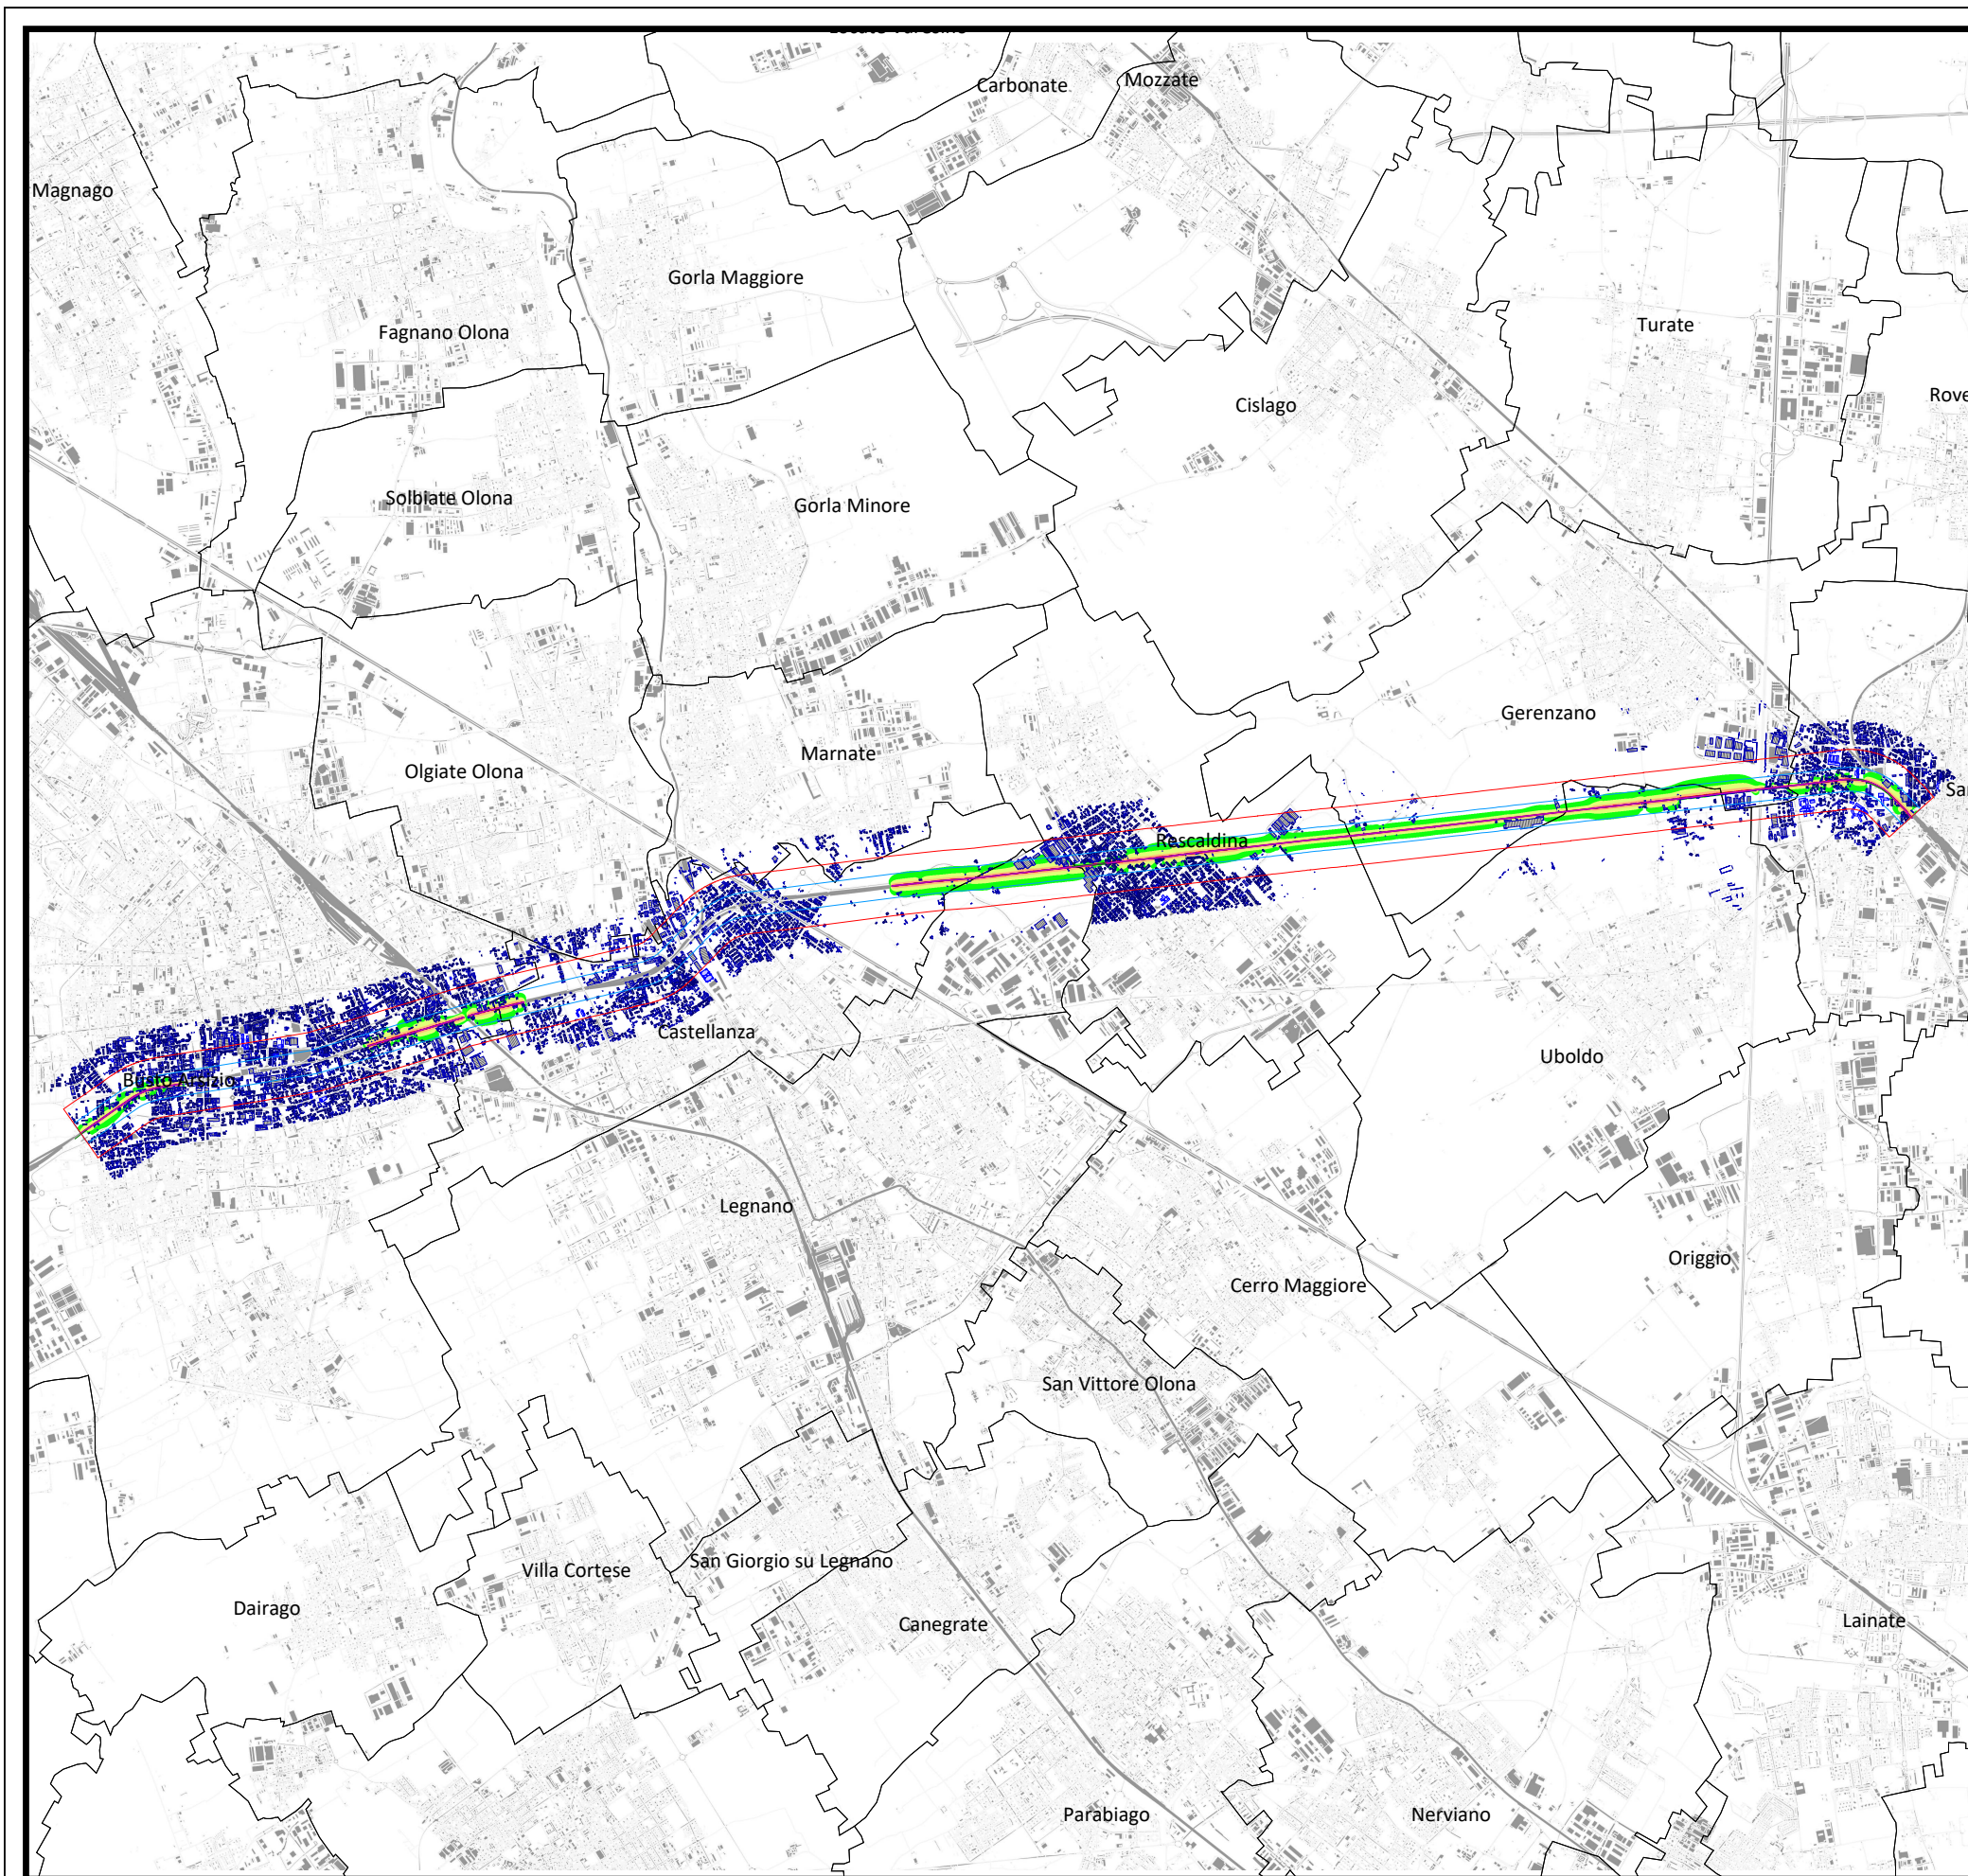 Carbonate
Mozzate
Magnago
Gorla Maggiore
Fagnano Olona
Turate
Rove
Cislago
Solbiate Olona
Gorla Minore
Gerenzano
Marnate
Olgiate Olona
Sar
Rescaldina
Castellanza
Uboldo
Busto Arsizio
Legnano
Origgio
Cerro Maggiore
San Vittore Olona
San Giorgio su Legnano
Villa Cortese
Dairago
Canegrate
Lainate
Parabiago
Nerviano